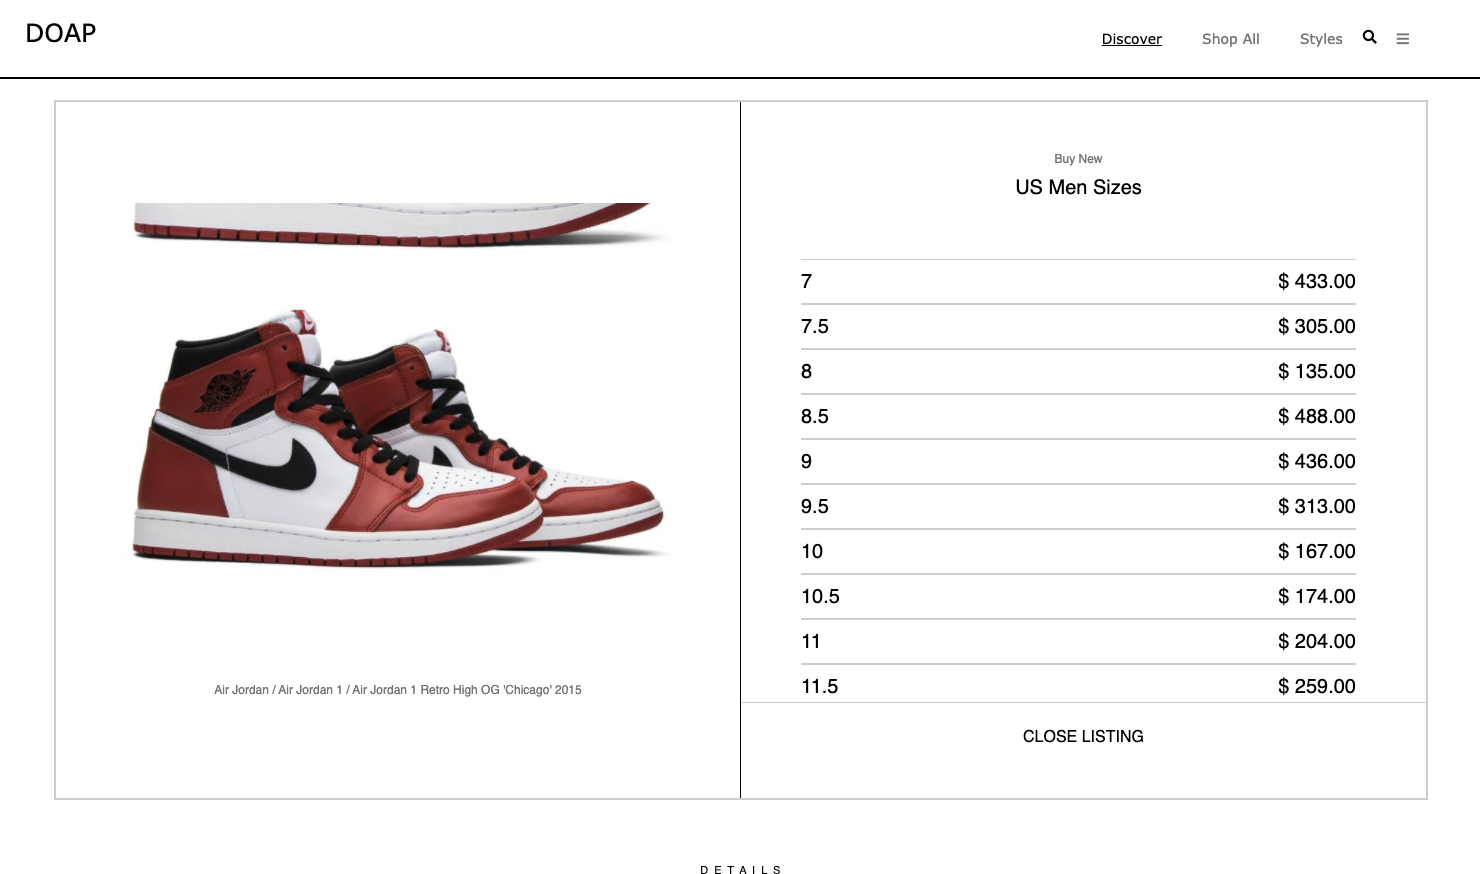 DOAP
Discover Shop All Styles
Buy New
US Men Sizes
7 $ 433.00
7.5 $ 305.00
8 $ 135.00
8.5 $ 488.00
9 $ 436.00
9.5 $ 313.00
10 $ 167.00
10.5 $ 174.00
11 $ 204.00
11.5 $ 259.00
CLOSE LISTING
Air Jordan / Air Jordan 1 / Air Jordan 1 Retro High OG 'Chicago' 2015
DETAILS